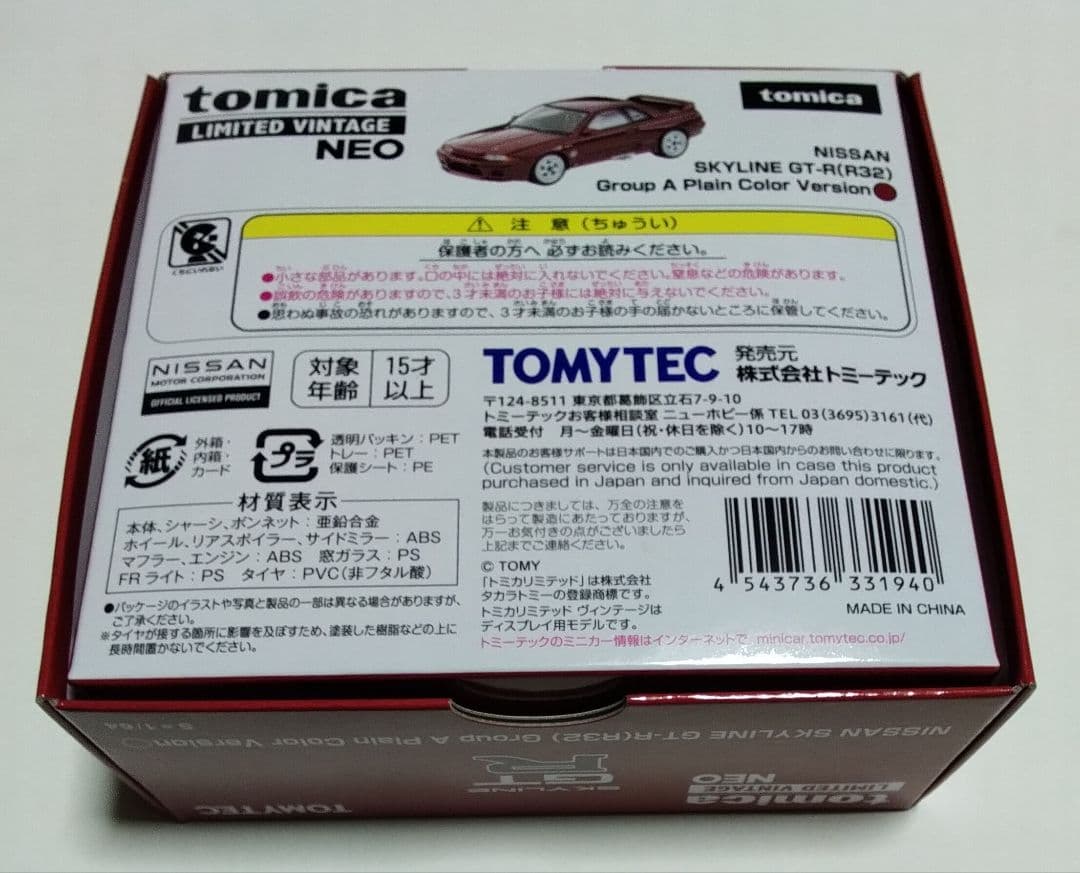 tomica
LIMITED VINTAGE
NEO
tomica
NISSAN
SKYLINE GT-R(R32)
Group A Plain Color Version
くちにいれない
⚠ 注 意 (ちゅうい)
保護者の方へ 必ずお読みください。
●小さな部品があります。口の中には絶対に入れないでください。窒息などの危険があります。
●誤飲の危険がありますので、3才未満のお子様には絶対に与えないでください。
●思わぬ事故の恐れがありますので、3才未満のお子様の手の届かないところに保管してください。
NISSAN
MOTOR CORPORATION
OFFICIAL LICENSED PRODUCT
対象年齢
15才以上
TOMYTEC
発売元
株式会社トミーテック
〒124-8511 東京都葛飾区立石7-9-10
トミーテックお客様相談室 ニューホビー係 TEL 03(3695)3161(代)
電話受付 月〜金曜日(祝・休日を除く)10〜17時
本製品のお客様サポートは日本国内でのご購入かつ日本国内からのお問い合わせに限ります。
(Customer service is only available in case this product
purchased in Japan and inquired from Japan domestic.)
紙
外箱・
内箱・
カード
プラ
透明パッキン:PET
トレー:PET
保護シート:PE
材質表示
本体、シャーシ、ボンネット:亜鉛合金
ホイール、リアスポイラー、サイドミラー:ABS
マフラー、エンジン:ABS 窓ガラス:PS
FRライト:PS タイヤ:PVC(非フタル酸)
●パッケージのイラストや写真と製品の一部は異なる場合がありますが、
ご了承ください。
※タイヤが接する箇所に影響を及ぼすため、塗装した樹脂などの上に
長時間置かないでください。
製品につきましては、万全の注意を
はらって製造にあたっておりますが、
万一お気付きの点がございましたら
上記までご連絡ください。
© TOMY
「トミカリミテッド」は株式会社
タカラトミーの登録商標です。
トミカリミテッド ヴィンテージは
ディスプレイ用モデルです。
トミーテックのミニカー情報はインターネットで minicar.tomytec.co.jp/
4 543736 331940
MADE IN CHINA
NISSAN SKYLINE GT-R(R32) Group A Plain Color Version
S=1/64
SKYLINE
GT
R
tomica
LIMITED VINTAGE
NEO
TOMYTEC